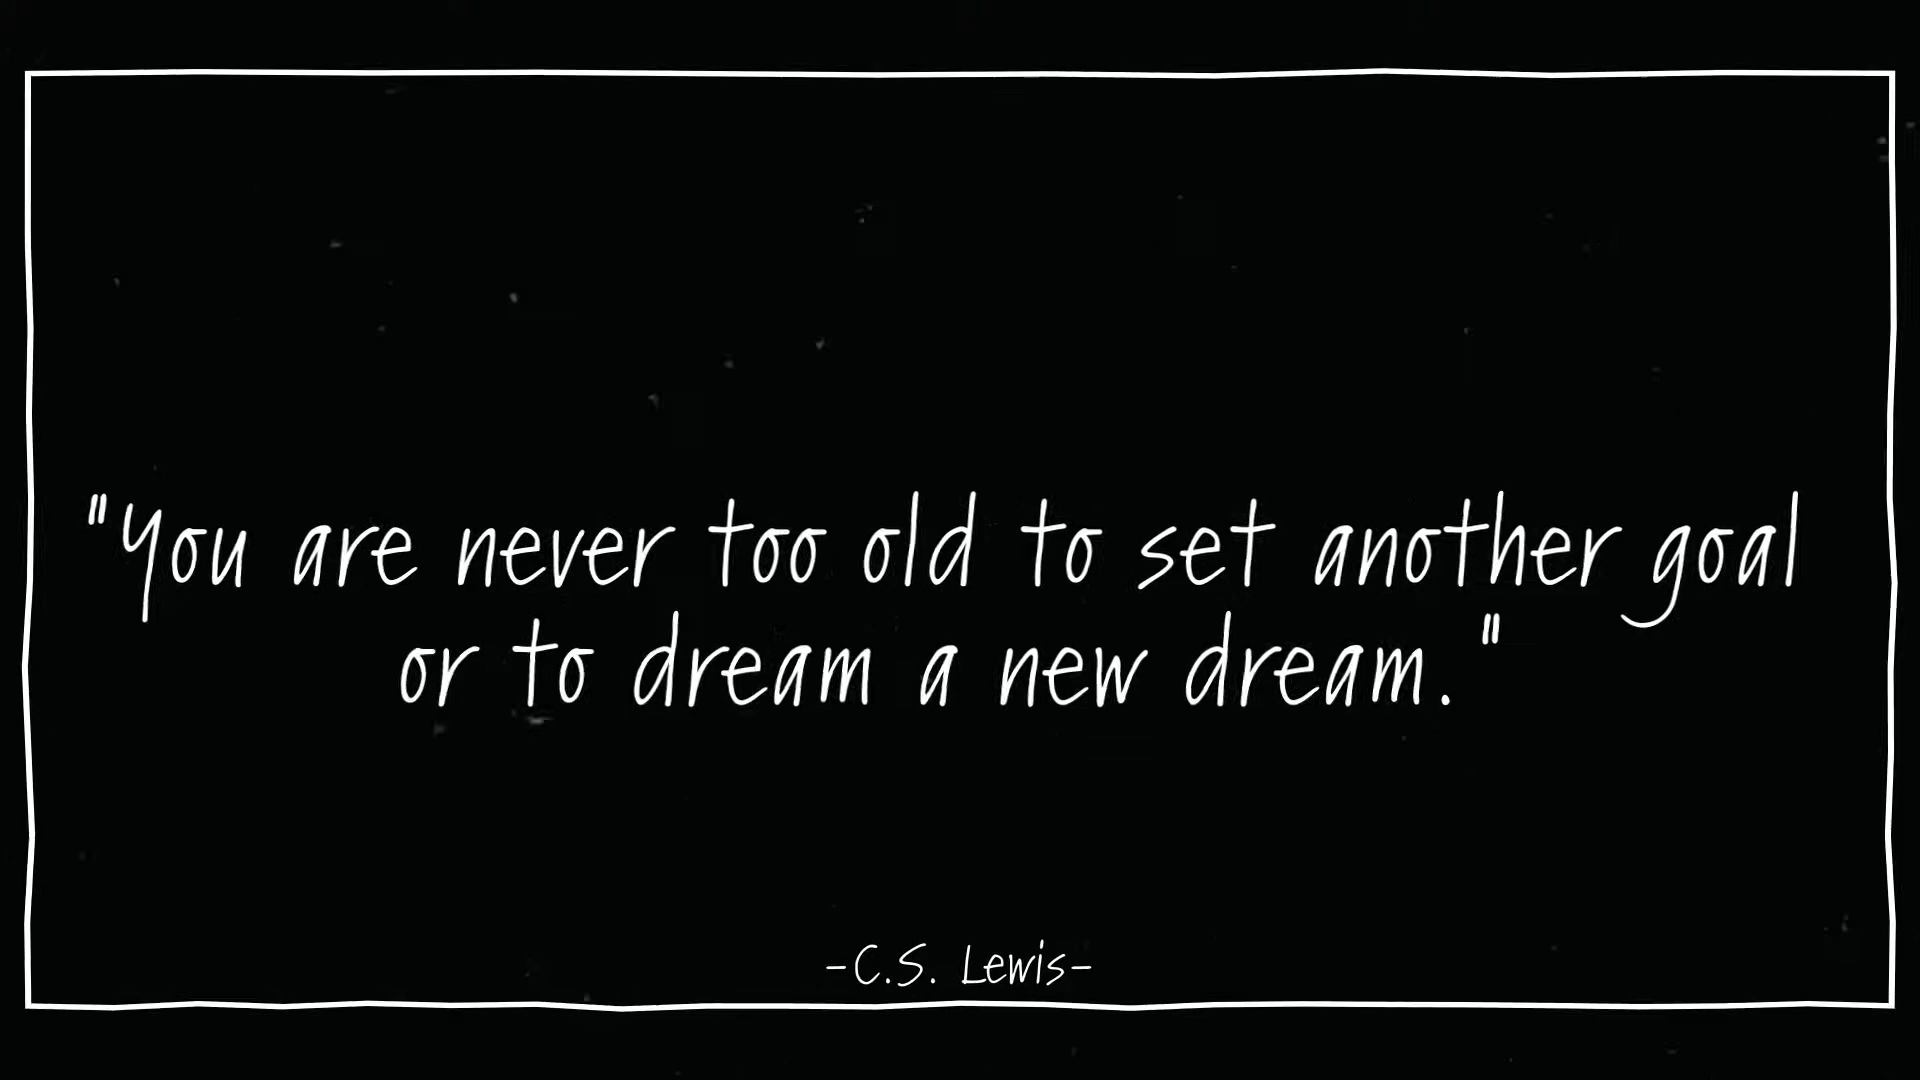 "You are never too old to set another goal
or to dream a new dream."
-C.S. Lewis-